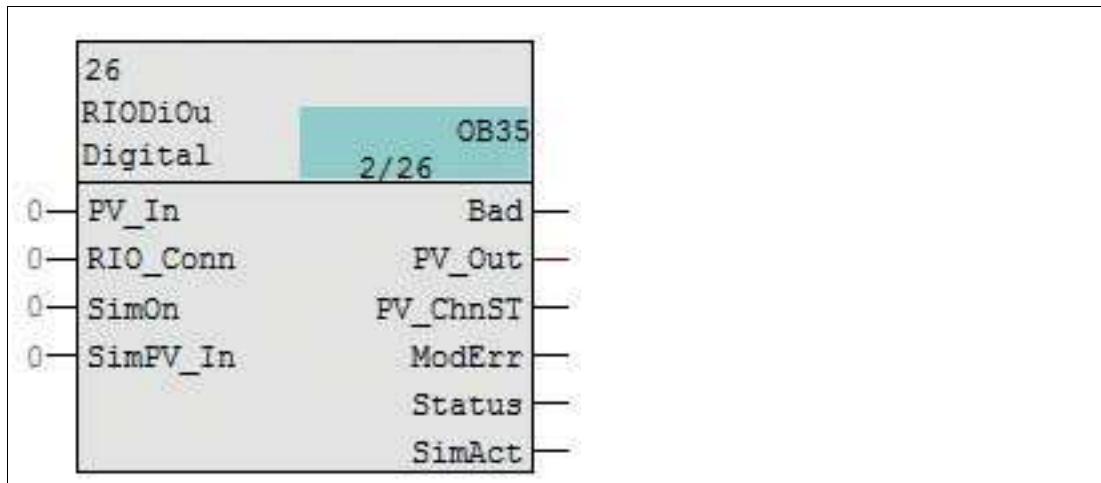 26
RIODiOu
Digital
OB35
2/26
0 PV_In Bad
0 RIO_Conn PV_Out
0 SimOn PV_ChnST
0 SimPV_In ModErr
Status
SimAct